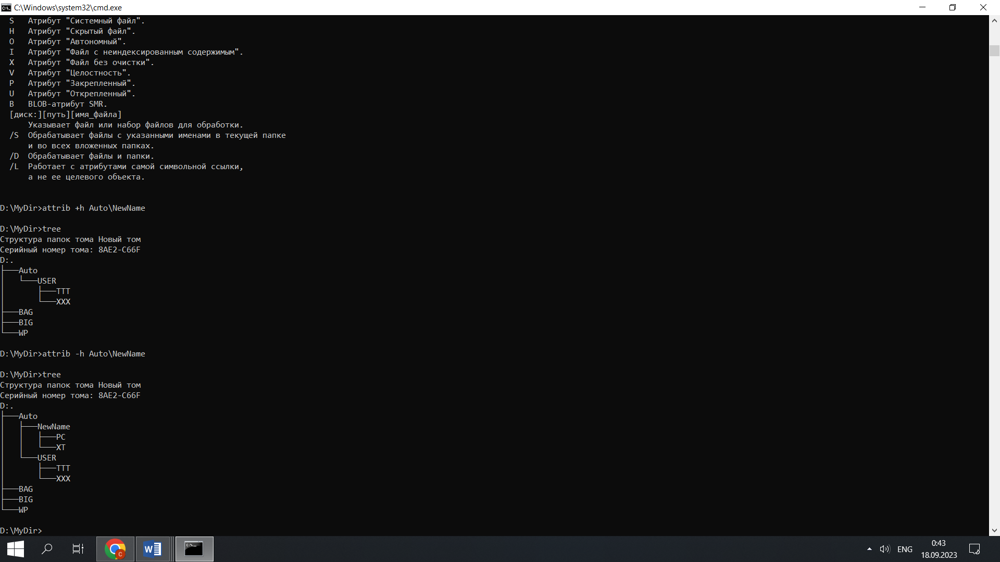 C:\Windows\system32\cmd.exe
  S   Атрибут "Системный файл".
  H   Атрибут "Скрытый файл".
  O   Атрибут "Автономный".
  I   Атрибут "Файл с неиндексированным содержимым".
  X   Атрибут "Файл без очистки".
  V   Атрибут "Целостность".
  P   Атрибут "Закрепленный".
  U   Атрибут "Открепленный".
  B   BLOB-атрибут SMR.
  [диск:][путь][имя_файла]
      Указывает файл или набор файлов для обработки.
  /S  Обрабатывает файлы с указанными именами в текущей папке
      и во всех вложенных папках.
  /D  Обрабатывает файлы и папки.
  /L  Работает с атрибутами самой символьной ссылки,
      а не ее целевого объекта.
D:\MyDir>attrib +h Auto\NewName
D:\MyDir>tree
Структура папок тома Новый том
Серийный номер тома: 8AE2-C66F
D:.
├───Auto
│   └───USER
│       ├───TTT
│       └───XXX
├───BAG
├───BIG
└───WP
D:\MyDir>attrib -h Auto\NewName
D:\MyDir>tree
Структура папок тома Новый том
Серийный номер тома: 8AE2-C66F
D:.
├───Auto
│   ├───NewName
│   │   ├───PC
│   │   └───XT
│   └───USER
│       ├───TTT
│       └───XXX
├───BAG
├───BIG
└───WP
D:\MyDir>
C
W
C:\
ENG
0:43
18.09.2023